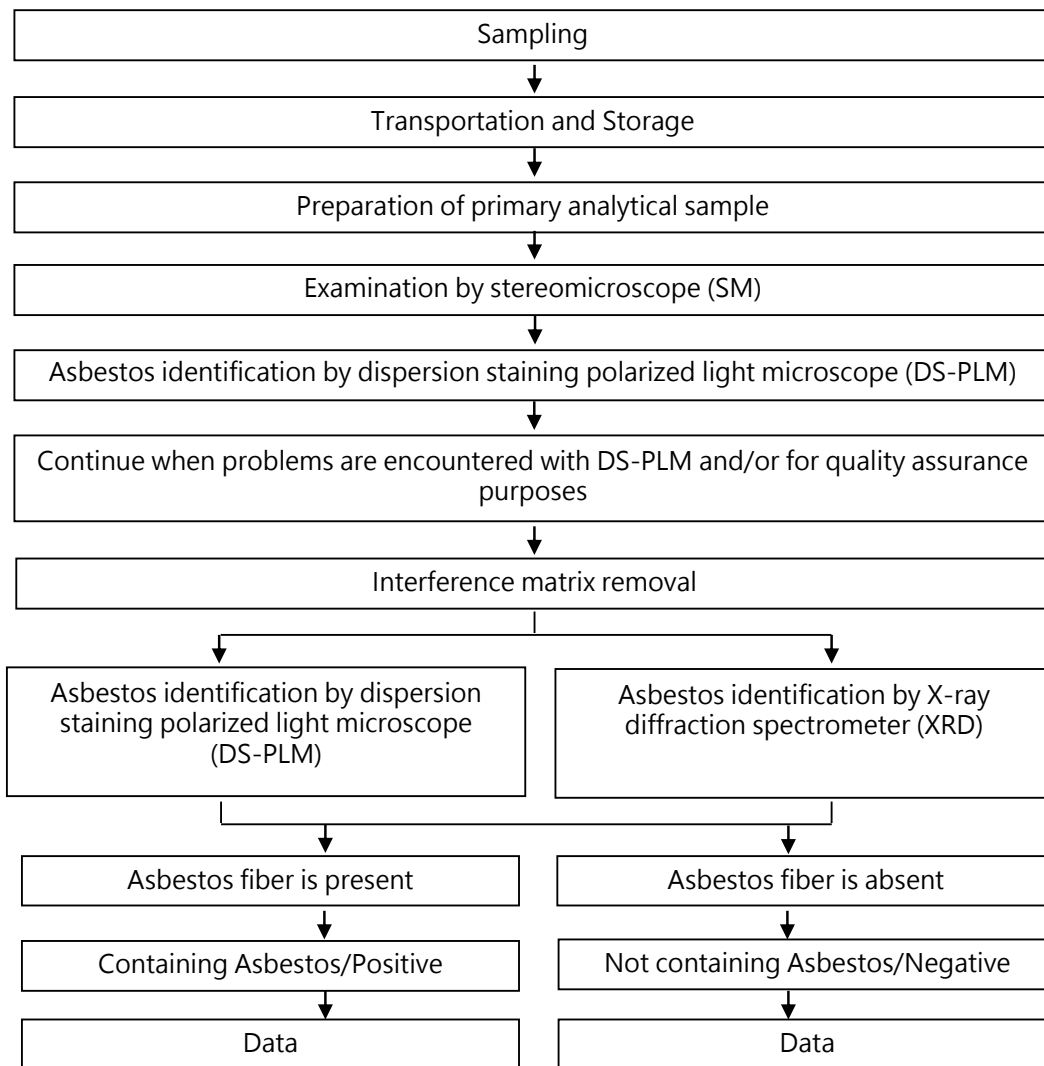 Sampling
Transportation and Storage
Preparation of primary analytical sample
Examination by stereomicroscope (SM)
Asbestos identification by dispersion staining polarized light microscope (DS-PLM)
Continue when problems are encountered with DS-PLM and/or for quality assurance
purposes
Interference matrix removal
Asbestos identification by dispersion
staining polarized light microscope
(DS-PLM)
Asbestos identification by X-ray
diffraction spectrometer (XRD)
Asbestos fiber is present
Asbestos fiber is absent
Containing Asbestos/Positive
Not containing Asbestos/Negative
Data
Data